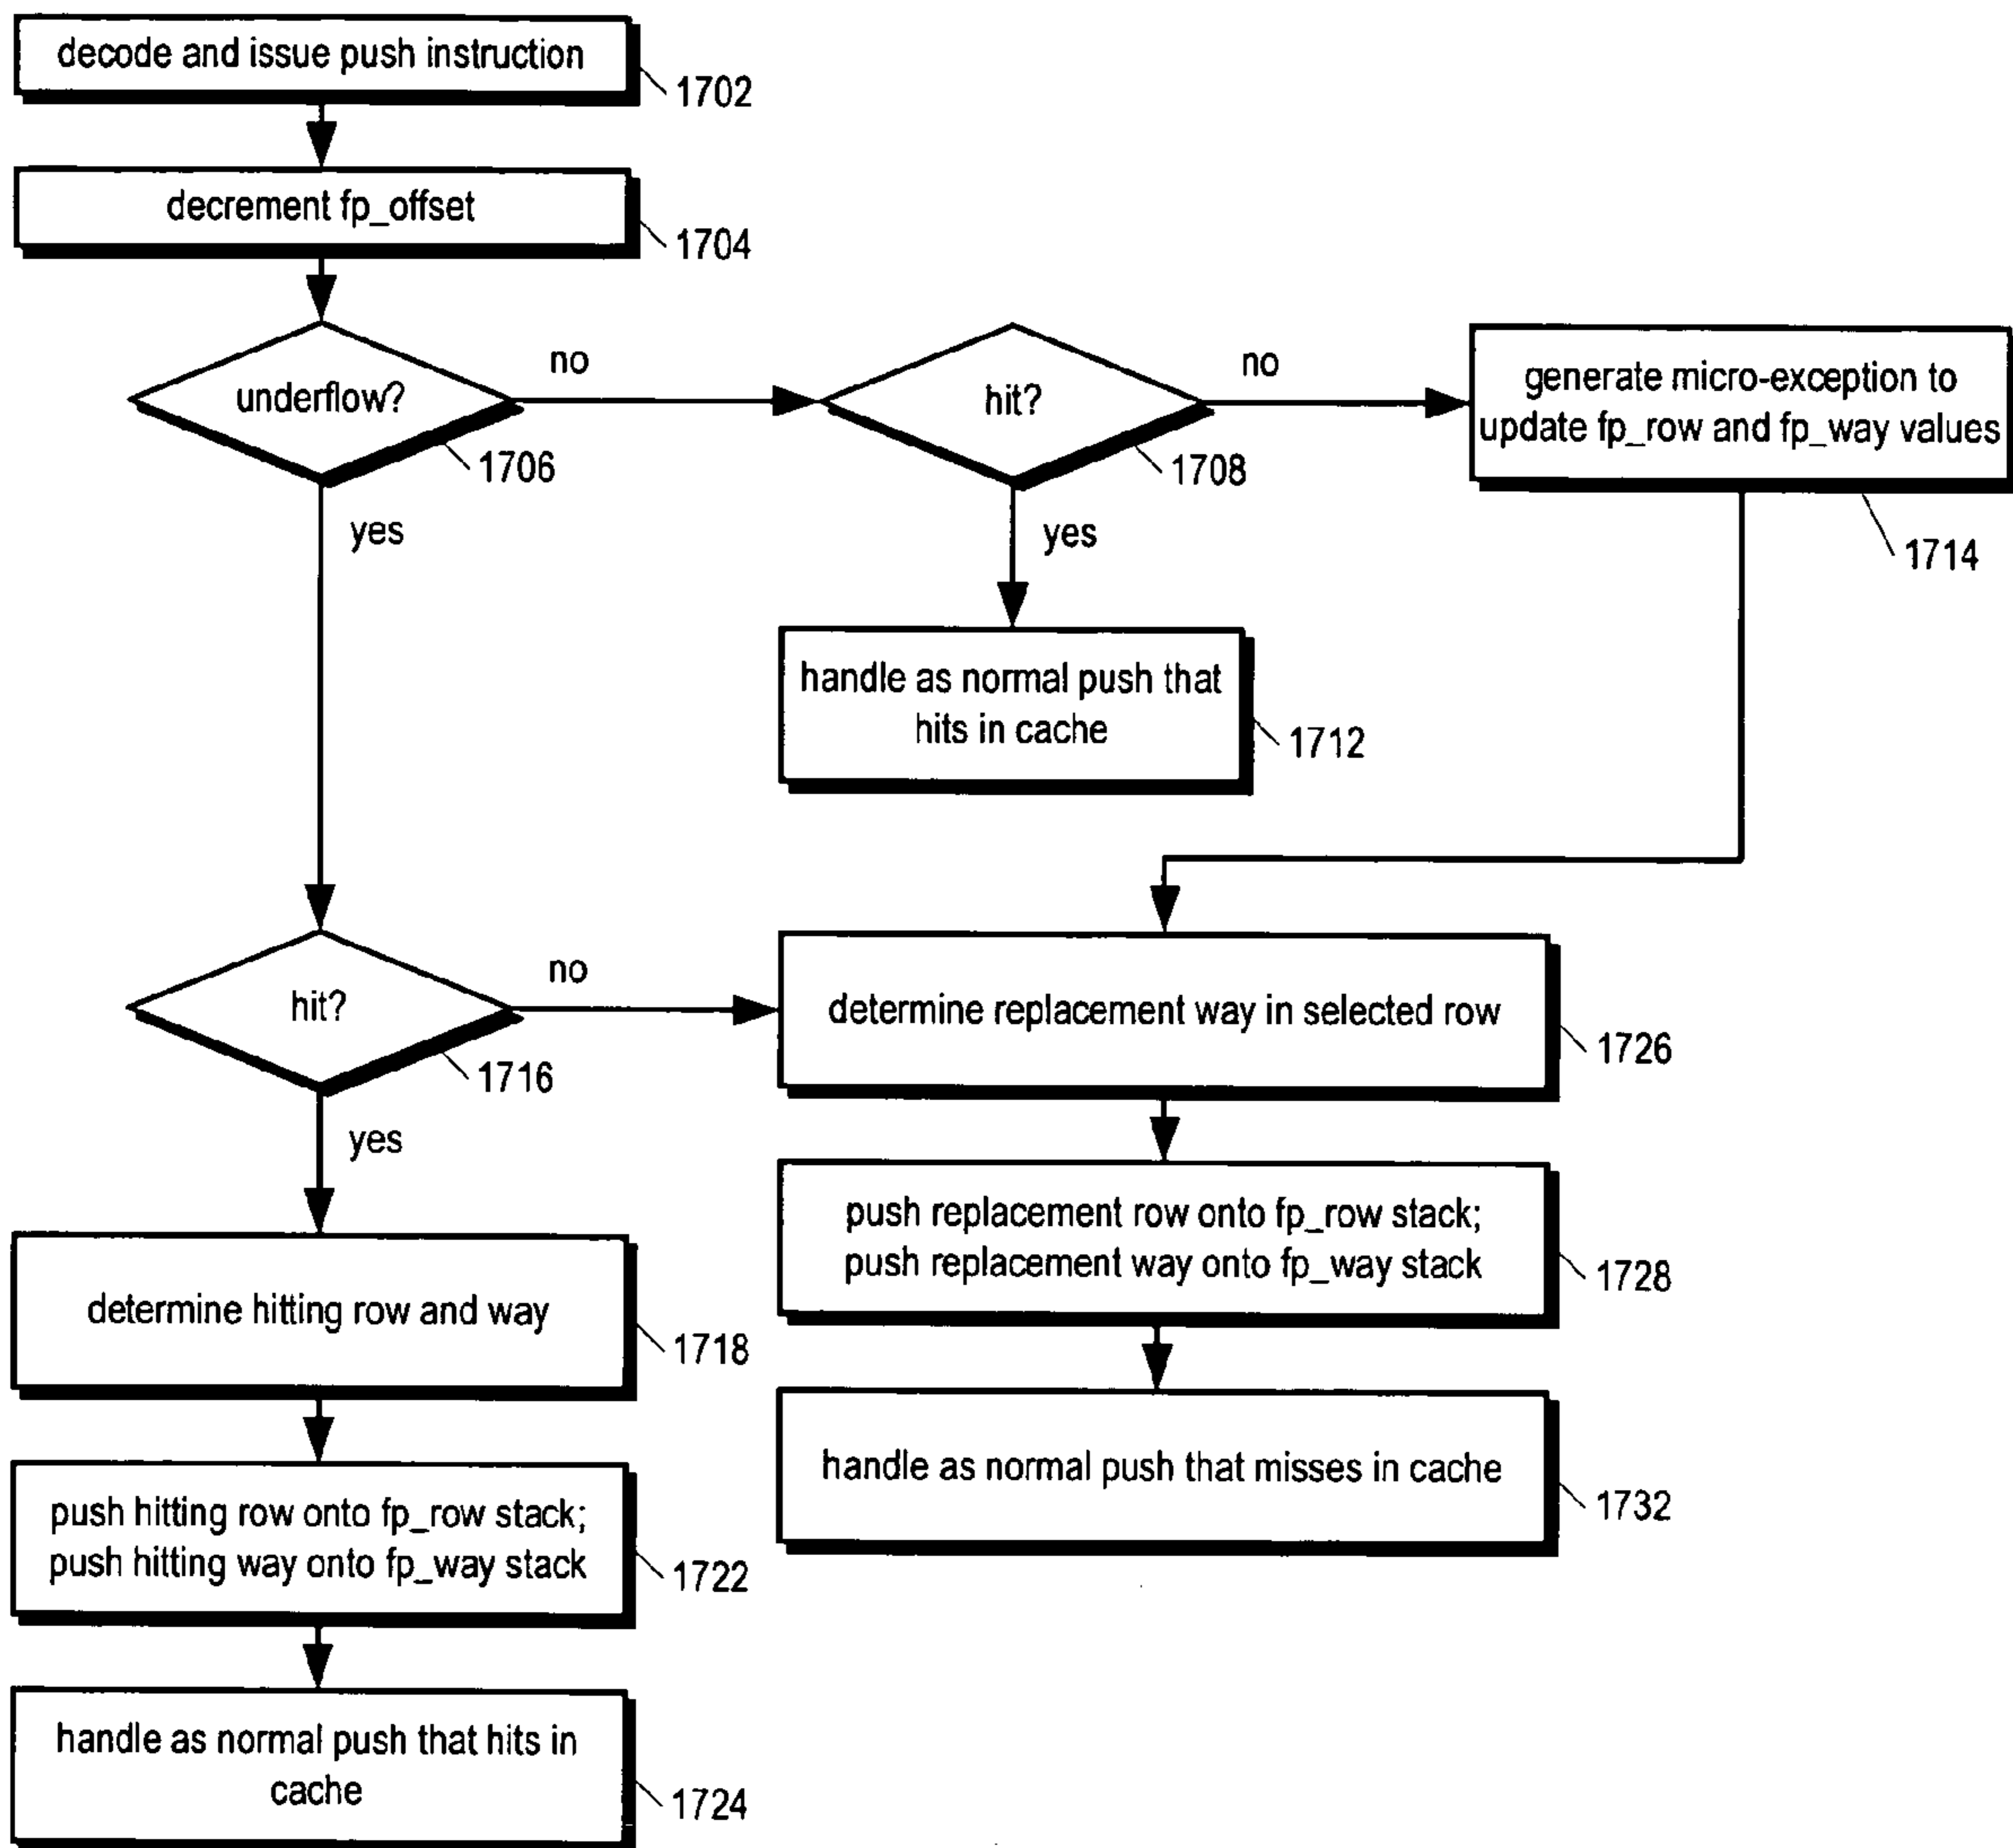 decode and issue push instruction
1702
decrement fp_offset
1704
underflow?
1706
no
yes
hit?
1708
no
yes
generate micro-exception to
update fp_row and fp_way values
1714
handle as normal push that
hits in cache
1712
hit?
1716
no
yes
determine replacement way in selected row
1726
push replacement row onto fp_row stack;
push replacement way onto fp_way stack
1728
handle as normal push that misses in cache
1732
determine hitting row and way
1718
push hitting row onto fp_row stack;
push hitting way onto fp_way stack
1722
handle as normal push that hits in
cache
1724